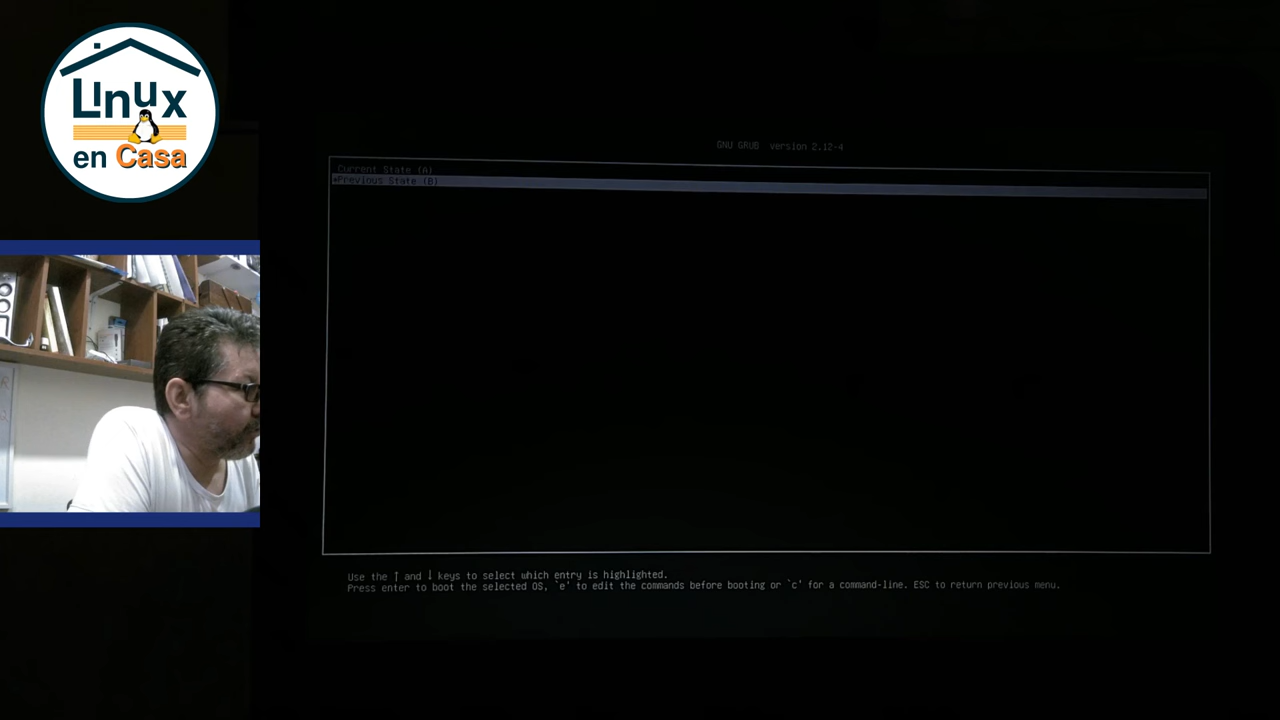 Linux
en Casa
GNU GRUB version 2.12-4
Current State (A)
*Previous State (B)
Use the ↑ and ↓ keys to select which entry is highlighted.
Press enter to boot the selected OS, `e' to edit the commands before booting or `c' for a command-line. ESC to return previous menu.